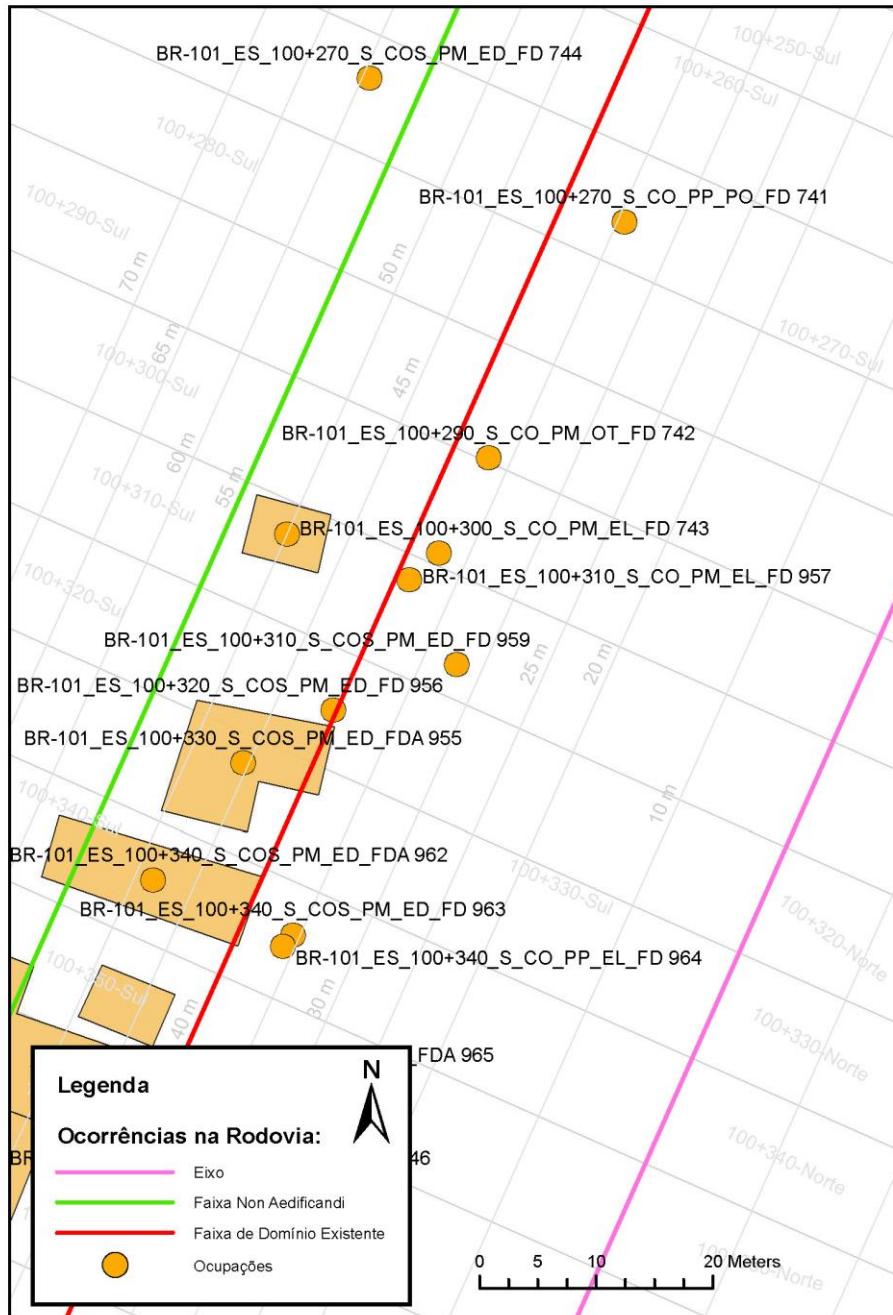 BR-101_ES_100+270_S_COS_PM_ED_FD 744
100+250-Sul
100+260-Sul
100+280-Sul
BR-101_ES_100+270_S_CO_PP_PO_FD 741
100+290-Sul
70 m
50 m
100+270-Sul
65 m
100+300-Sul
45 m
BR-101_ES_100+290_S_CO_PM_OT_FD 742
60 m
55 m
100+310-Sul
BR-101_ES_100+300_S_CO_PM_EL_FD 743
BR-101_ES_100+310_S_CO_PM_EL_FD 957
100+320-Sul
BR-101_ES_100+310_S_COS_PM_ED_FD 959
25 m
20 m
BR-101_ES_100+320_S_COS_PM_ED_FD 956
BR-101_ES_100+330_S_COS_PM_ED_FDA 955
100+340-Sul
10 m
BR-101_ES_100+340_S_COS_PM_ED_FDA 962
100+330-Sul
BR-101_ES_100+340_S_COS_PM_ED_FD 963
100+320-Norte
BR-101_ES_100+340_S_CO_PP_EL_FD 964
100+350-Sul
40 m
30 m
100+330-Norte
_FDA 965
100+340-Norte
BR
46
Legenda
N
Ocorrências na Rodovia:
Eixo
Faixa Non Aedificandi
Faixa de Domínio Existente
Ocupações
0 5 10 20 Meters